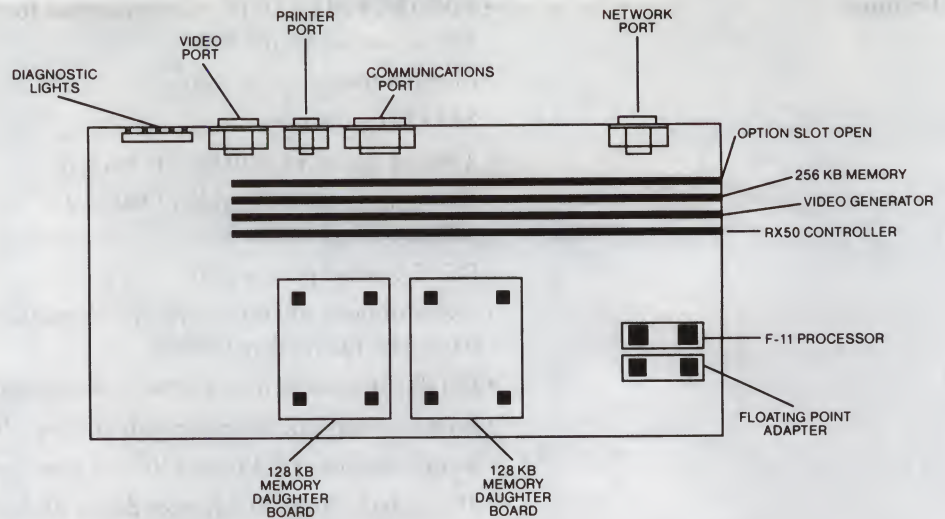 PRINTER
PORT
NETWORK
PORT
VIDEO
PORT
DIAGNOSTIC
LIGHTS
COMMUNICATIONS
PORT
OPTION SLOT OPEN
256 KB MEMORY
VIDEO GENERATOR
RX50 CONTROLLER
F-11 PROCESSOR
FLOATING POINT
ADAPTER
128 KB
MEMORY
DAUGHTER
BOARD
128 KB
MEMORY
DAUGHTER
BOARD